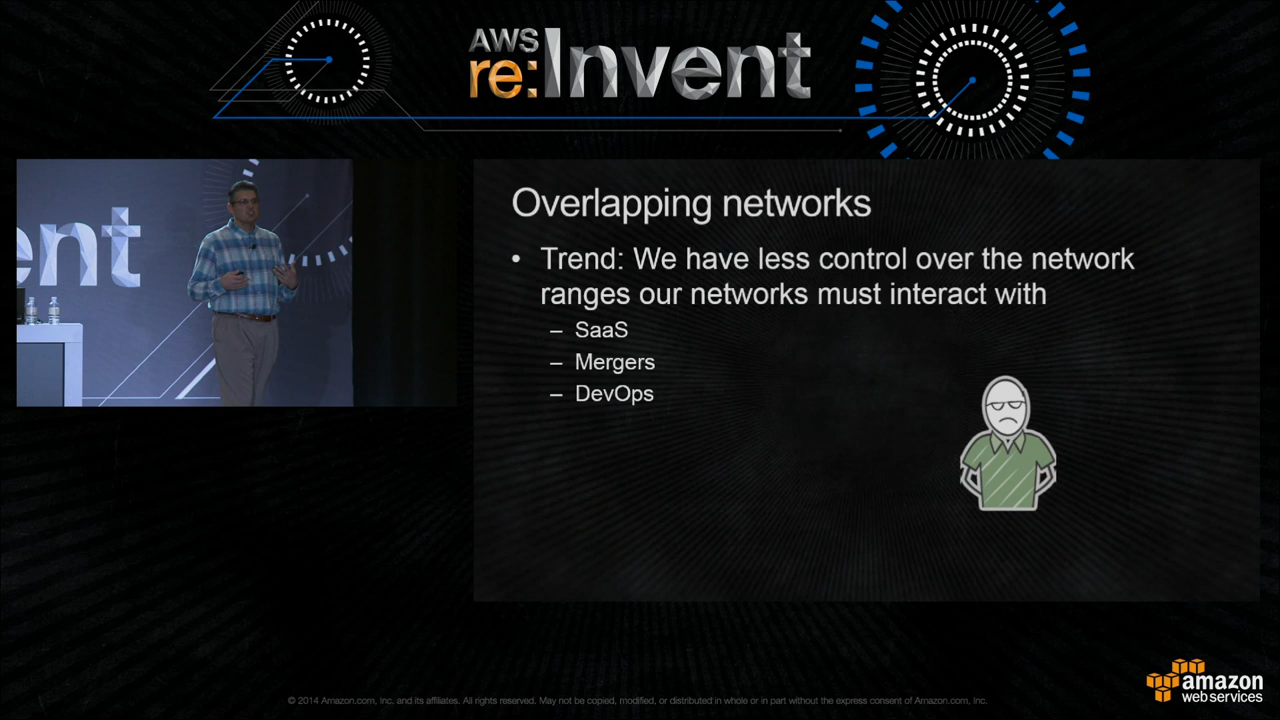 AWS
re:Invent
ent
Overlapping networks
• Trend: We have less control over the network
ranges our networks must interact with
– SaaS
– Mergers
– DevOps
© 2014 Amazon.com, Inc. and its affiliates. All rights reserved. May not be copied, modified, or distributed in whole or in part without the express consent of Amazon.com, Inc.
amazon
web services